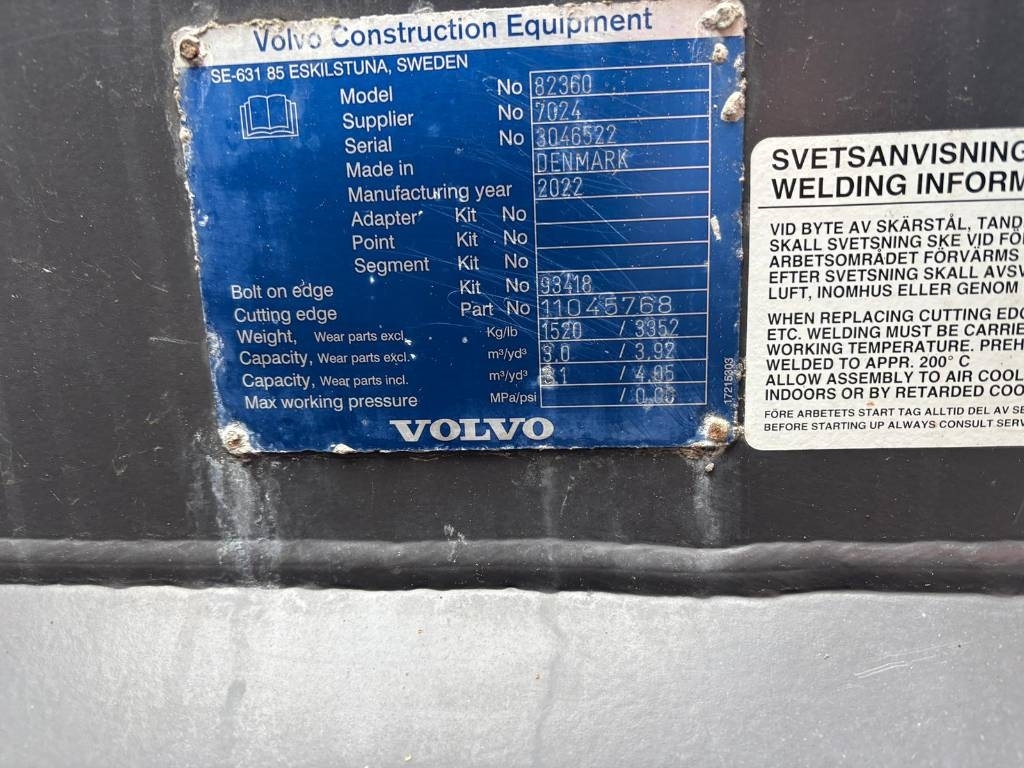 Volvo Construction Equipment
SE-631 85 ESKILSTUNA, SWEDEN
Model No 82360
Supplier No 7024
Serial No 3046522
Made in DENMARK
Manufacturing year 2022
Adapter Kit No
Point Kit No
Segment Kit No
Bolt on edge Kit No 93418
Cutting edge Part No 11045768
Weight, Wear parts excl. Kg/lb 1520 / 3352
Capacity, Wear parts excl. m³/yd³ 3.0 / 3.92
Capacity, Wear parts incl. m³/yd³ 3.1 / 4.05
Max working pressure MPa/psi / 0.00
VOLVO
17215303
SVETSANVISNING
WELDING INFORM
VID BYTE AV SKÄRSTÅL, TAND
SKALL SVETSNING SKE VID FÖ
ARBETSOMRÅDET FÖRVÄRMS
EFTER SVETSNING SKALL AVSV
LUFT, INOMHUS ELLER GENOM
WHEN REPLACING CUTTING EDG
ETC. WELDING MUST BE CARRIE
WORKING TEMPERATURE. PREH
WELDED TO APPR. 200° C
ALLOW ASSEMBLY TO AIR COOL
INDOORS OR BY RETARDED COO
FÖRE ARBETETS START TAG ALLTID DEL AV SE
BEFORE STARTING UP ALWAYS CONSULT SERV